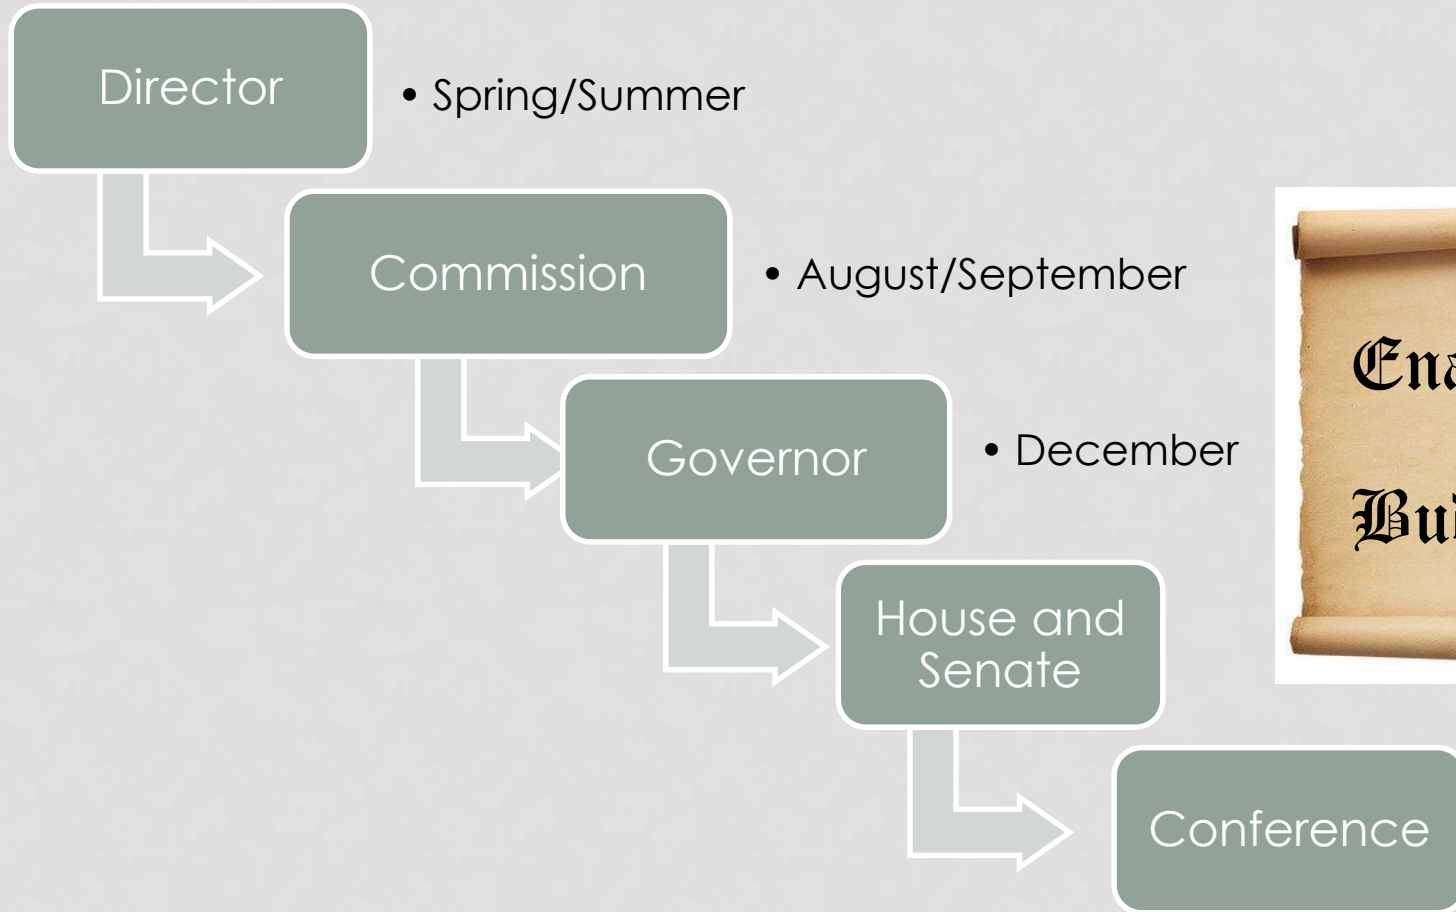 Director
• Spring/Summer
Commission
• August/September
Governor
• December
House and
Senate
Conference